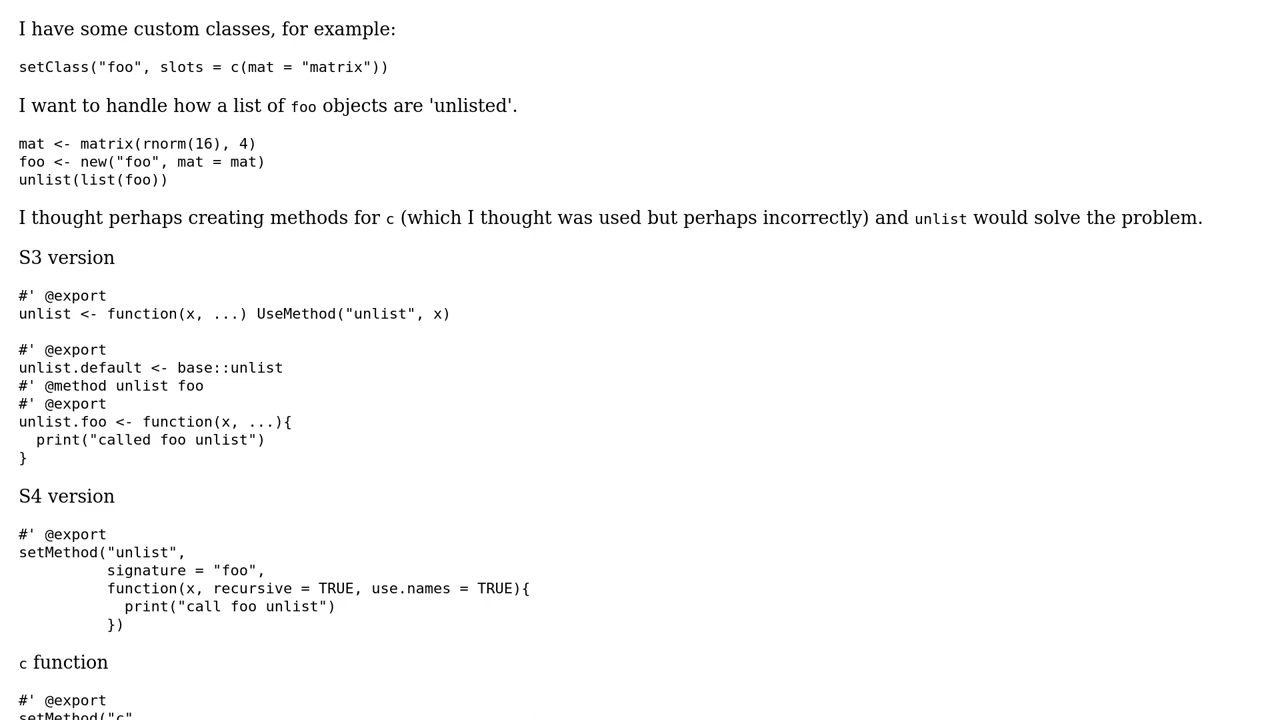 I have some custom classes, for example:
setClass("foo", slots = c(mat = "matrix"))
I want to handle how a list of foo objects are 'unlisted'.
mat <- matrix(rnorm(16), 4)
foo <- new("foo", mat = mat)
unlist(list(foo))
I thought perhaps creating methods for c (which I thought was used but perhaps incorrectly) and unlist would solve the problem.
S3 version
#' @export
unlist <- function(x, ...) UseMethod("unlist", x)
#' @export
unlist.default <- base::unlist
#' @method unlist foo
#' @export
unlist.foo <- function(x, ...){
  print("called foo unlist")
}
S4 version
#' @export
setMethod("unlist",
          signature = "foo",
          function(x, recursive = TRUE, use.names = TRUE){
            print("call foo unlist")
          })
c function
#' @export
setMethod("c"